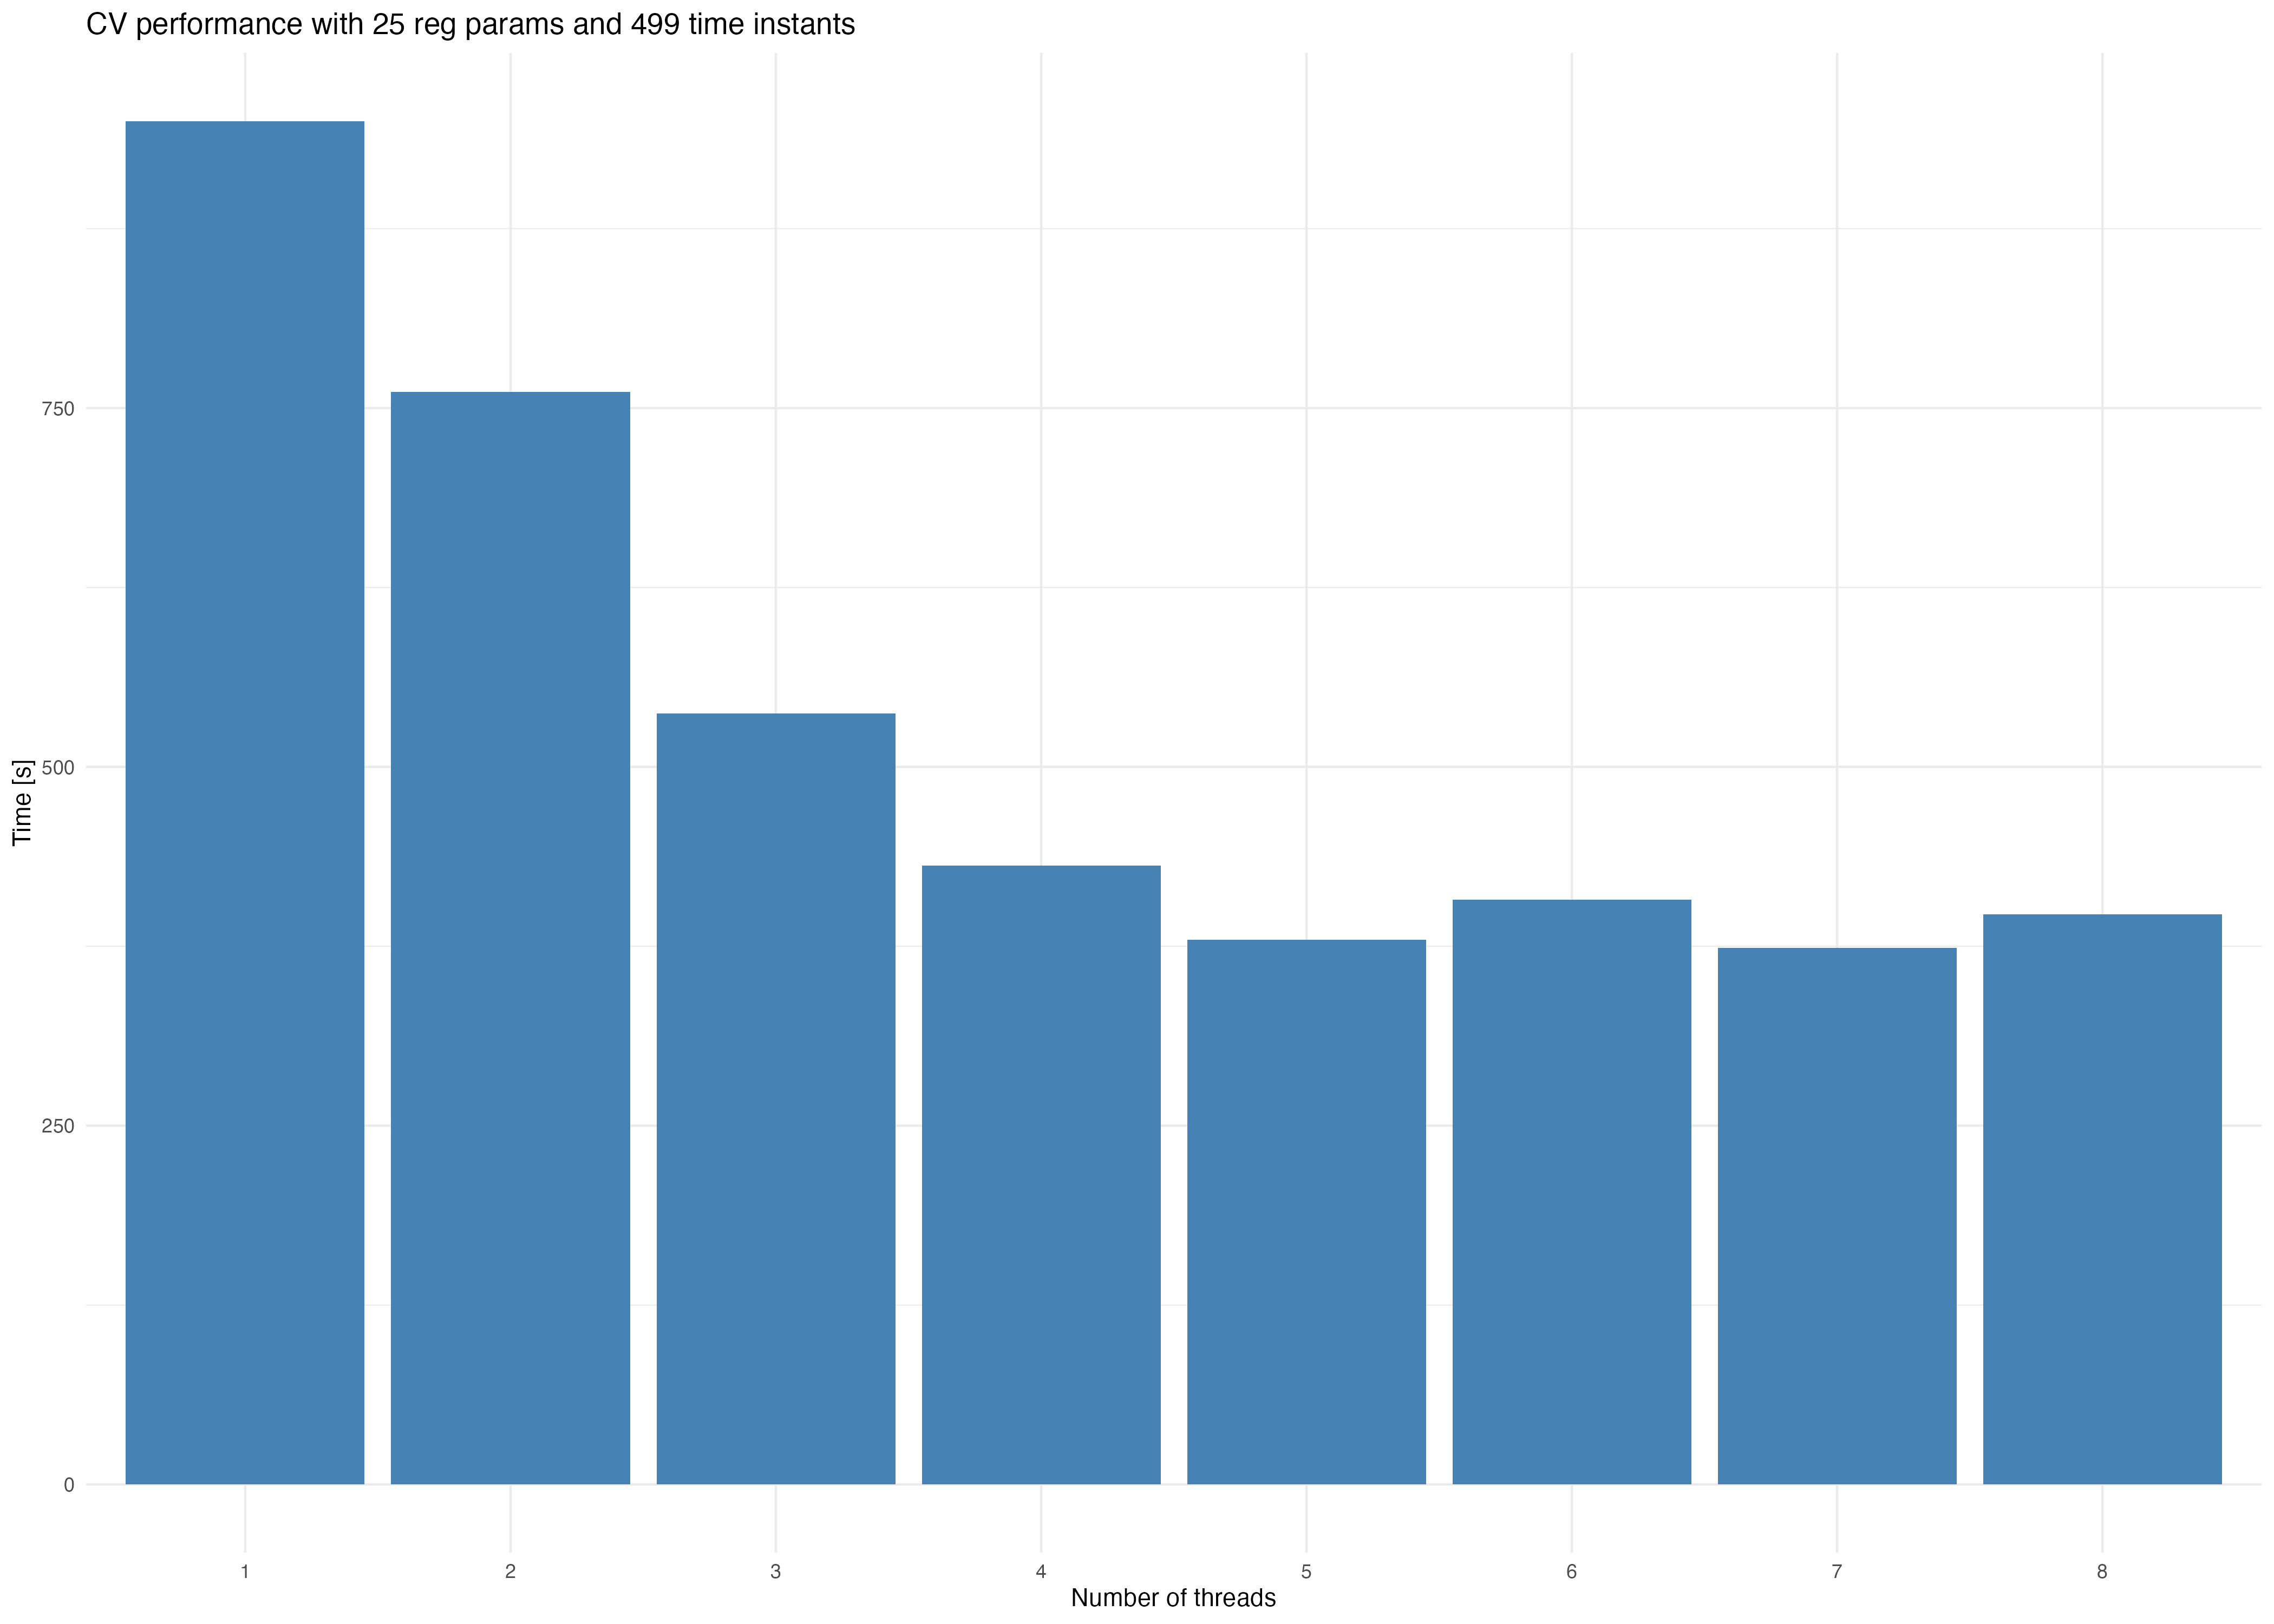 CV performance with 25 reg params and 499 time instants
750
500
250
0
Time [s]
1 2 3 4 5 6 7 8
Number of threads